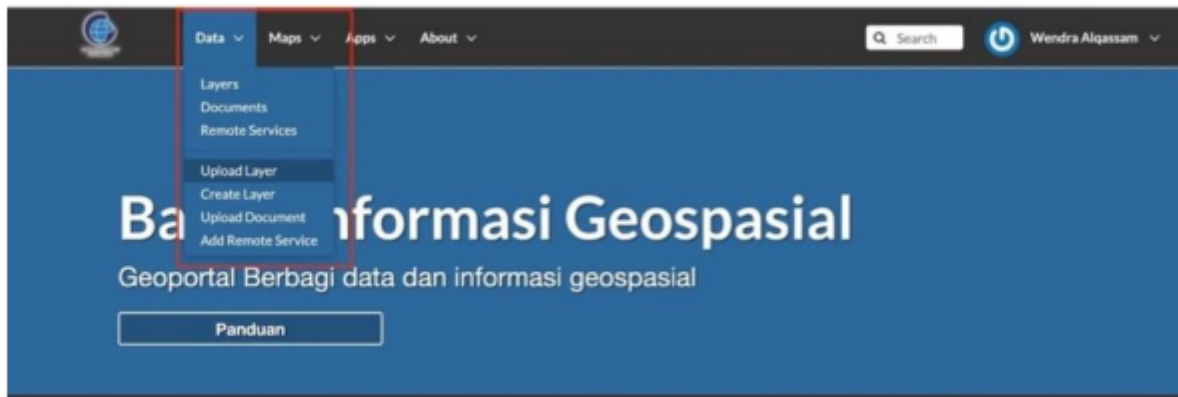 Data Maps Apps About Search Wendra Alqassam
Layers
Documents
Remote Services
Upload Layer
Create Layer
Upload Document
Add Remote Service
Ba nformasi Geospasial
Geoportal Berbagi data dan informasi geospasial
Panduan